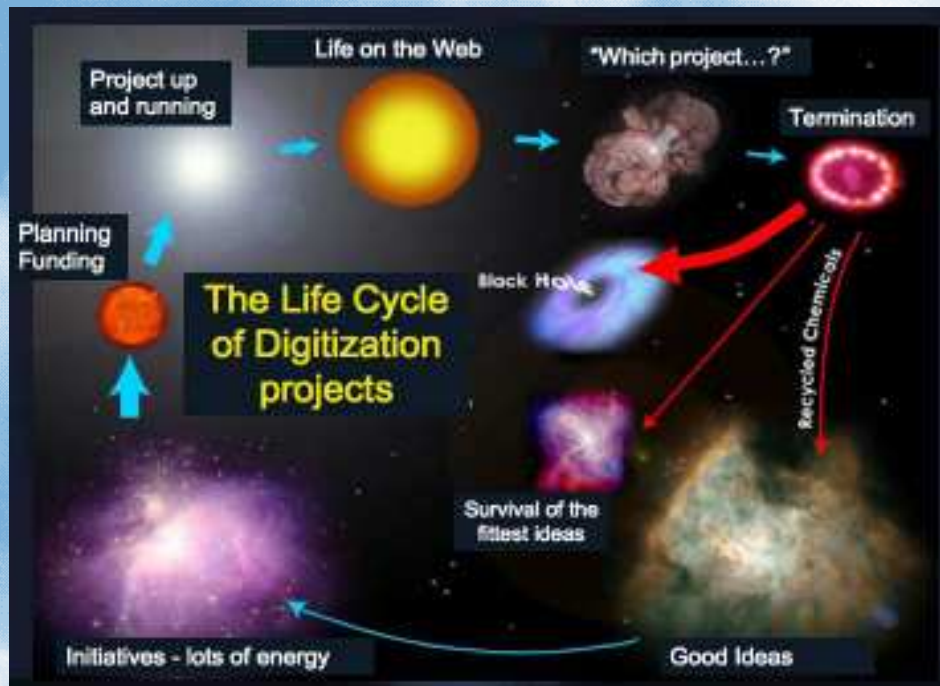 Life on the Web
"Which project...?"
Project up
and running
Termination
Planning
Funding
The Life Cycle
of Digitization
projects
Black Hole
Recycled Chemicals
Survival of the
fittest ideas
Initiatives - lots of energy
Good Ideas